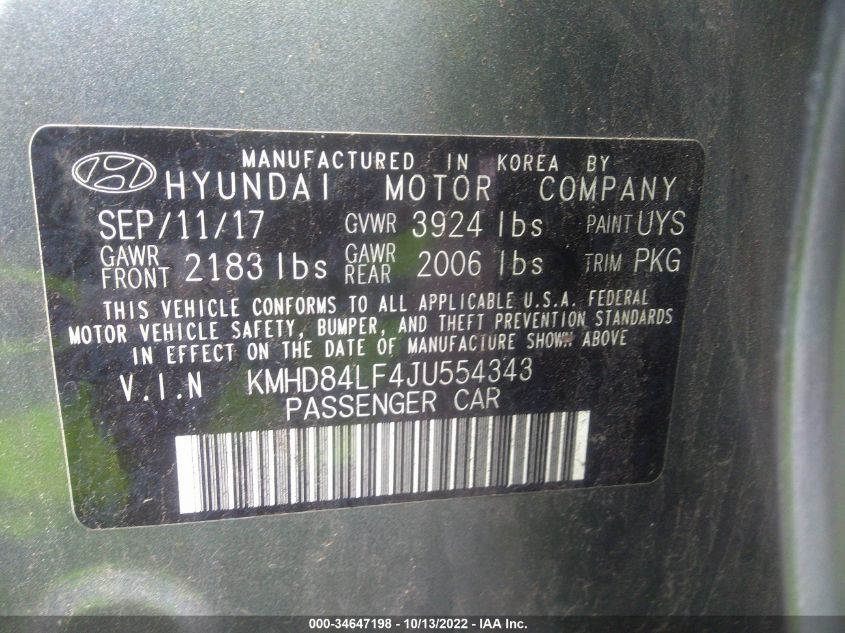 MANUFACTURED IN KOREA BY
HYUNDAI MOTOR COMPANY
SEP/11/17 GVWR 3924 lbs PAINT UYS
GAWR FRONT 2183 lbs GAWR REAR 2006 lbs TRIM PKG
THIS VEHICLE CONFORMS TO ALL APPLICABLE U.S.A. FEDERAL
MOTOR VEHICLE SAFETY, BUMPER, AND THEFT PREVENTION STANDARDS
IN EFFECT ON THE DATE OF MANUFACTURE SHOWN ABOVE
V.I.N KMHD84LF4JU554343
PASSENGER CAR
000-34647198 - 10/13/2022 - IAA Inc.